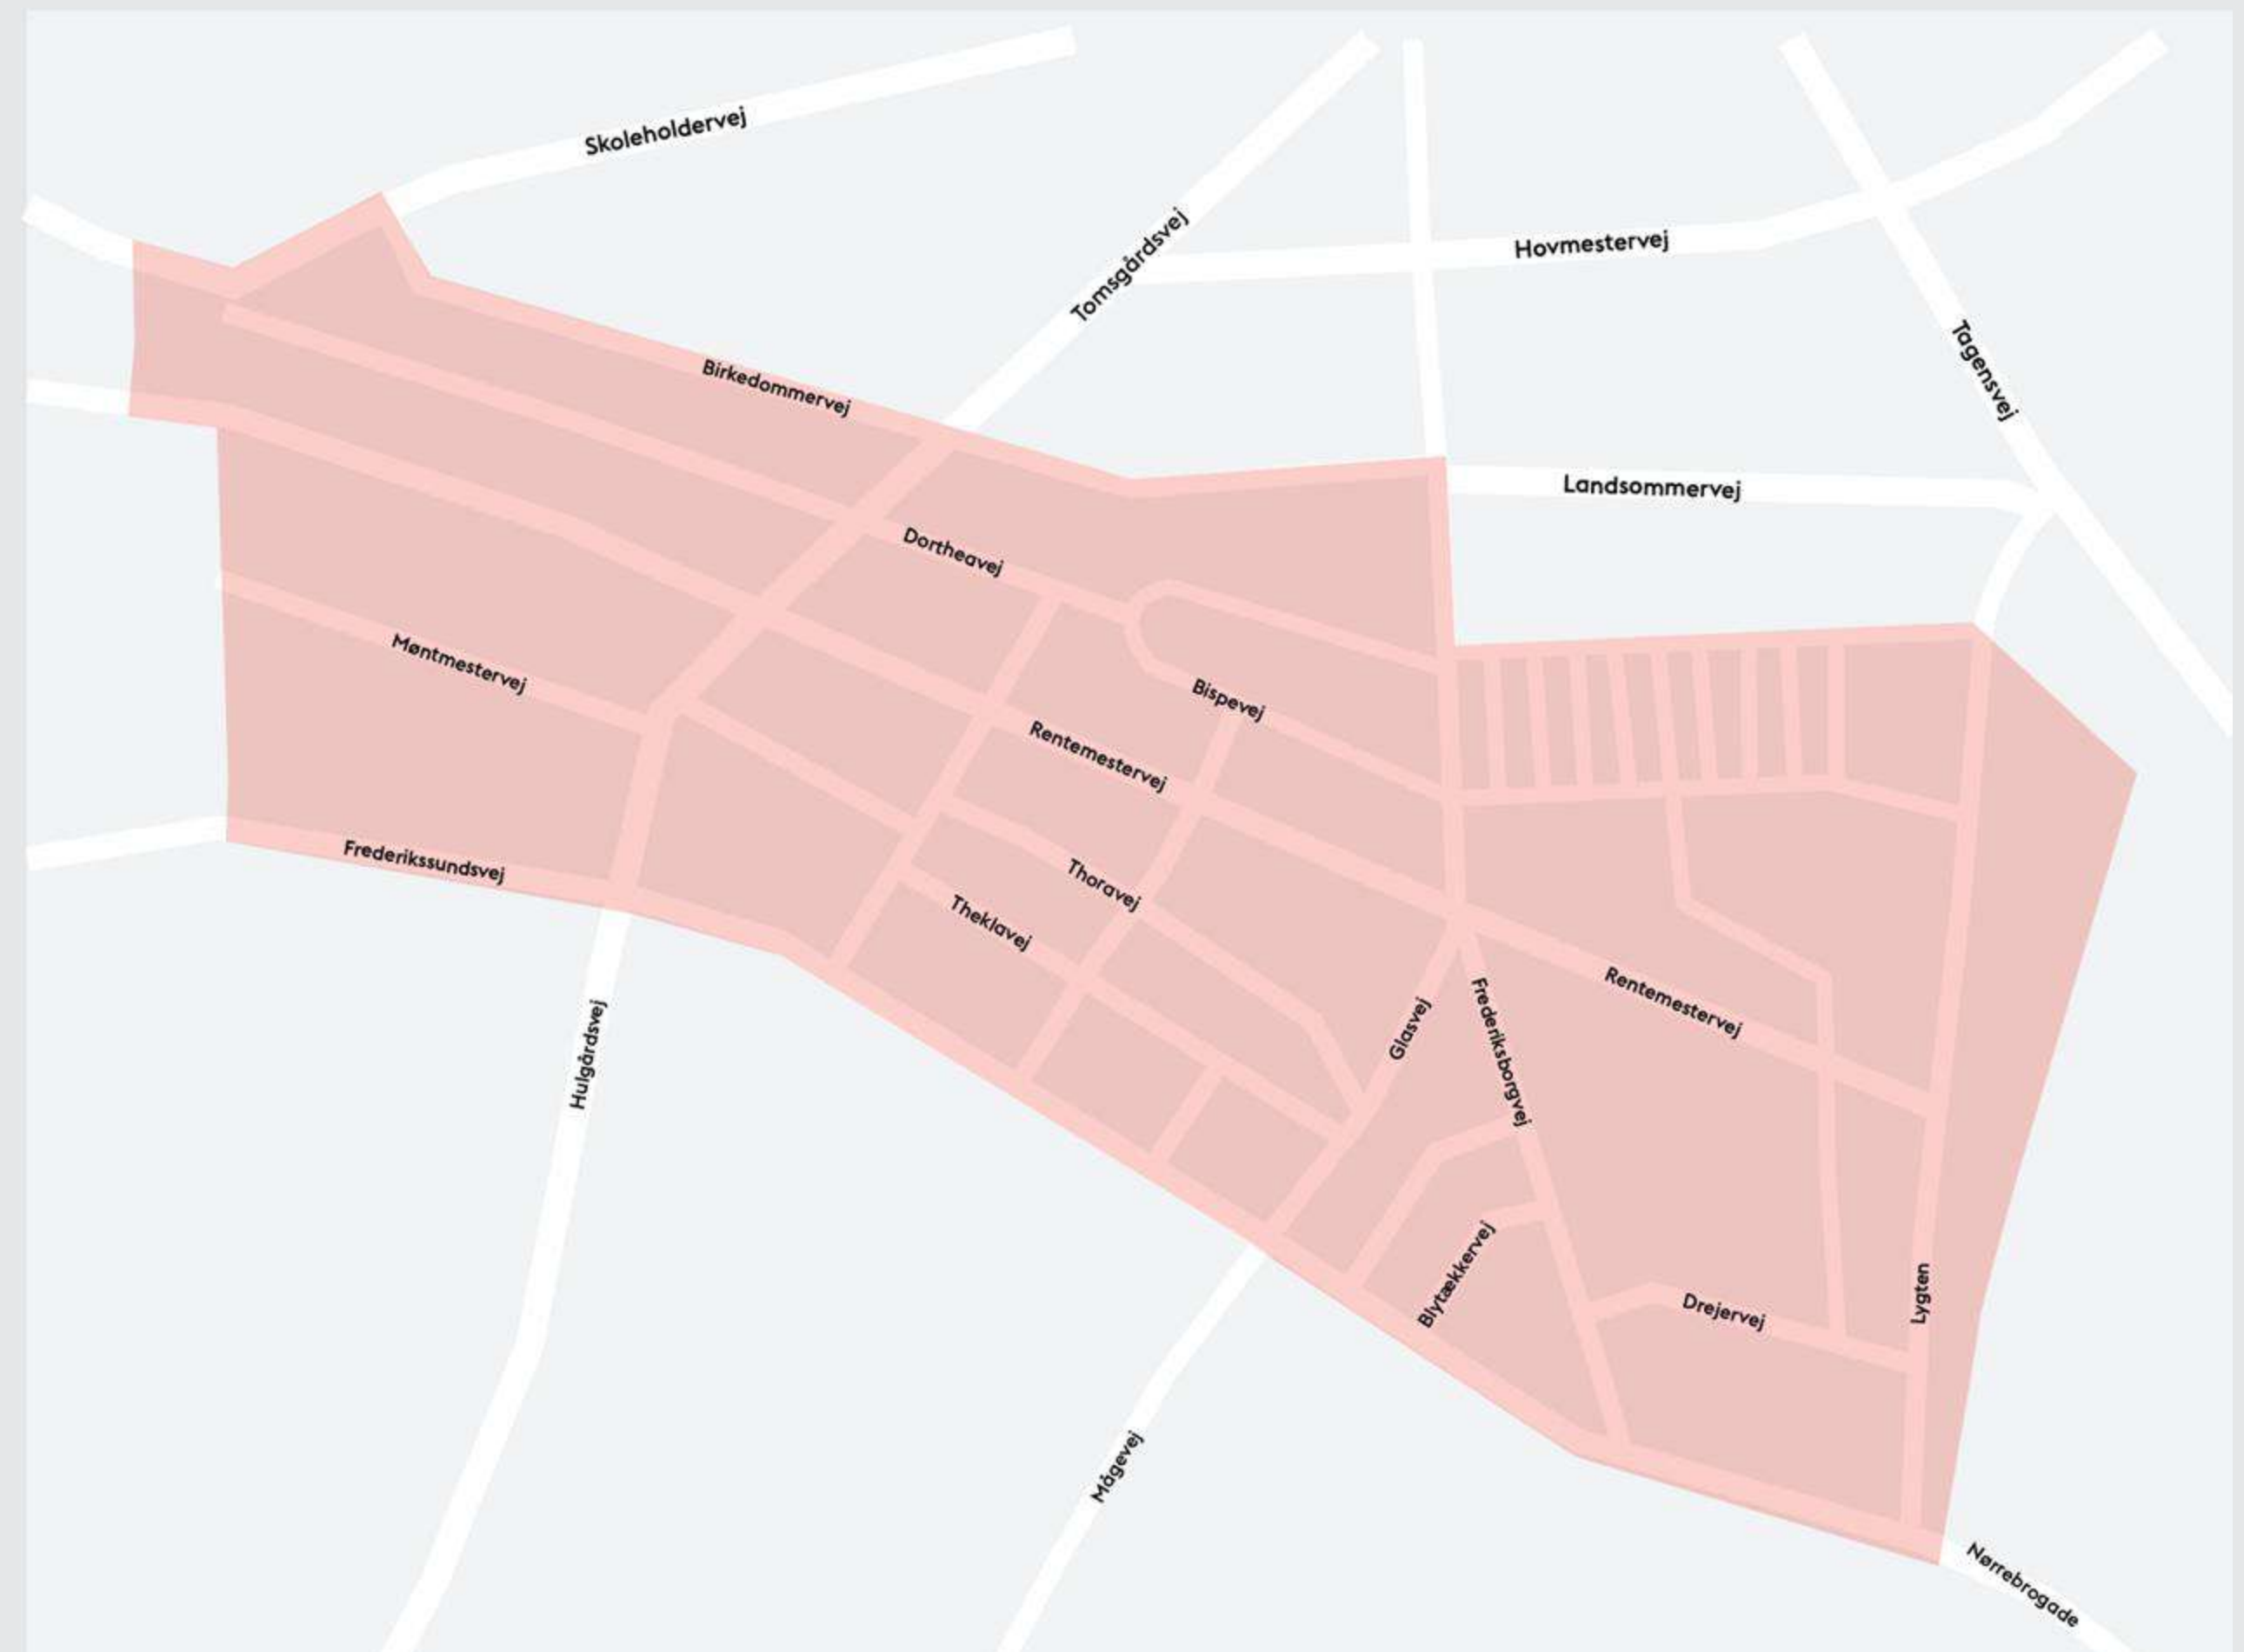 Skoleholdervej
Tomsgårdsvej
Hovmestervej
Tagensvej
Birkedommervej
Landsommervej
Dortheavej
Møntmestervej
Bispevej
Rentemestervej
Frederikssundsvej
Thoravej
Theklavej
Glasvej
Frederiksborgvej
Rentemestervej
Hulgårdsvej
Blytækkervej
Drejervej
Lygten
Mågevej
Nørrebrogade